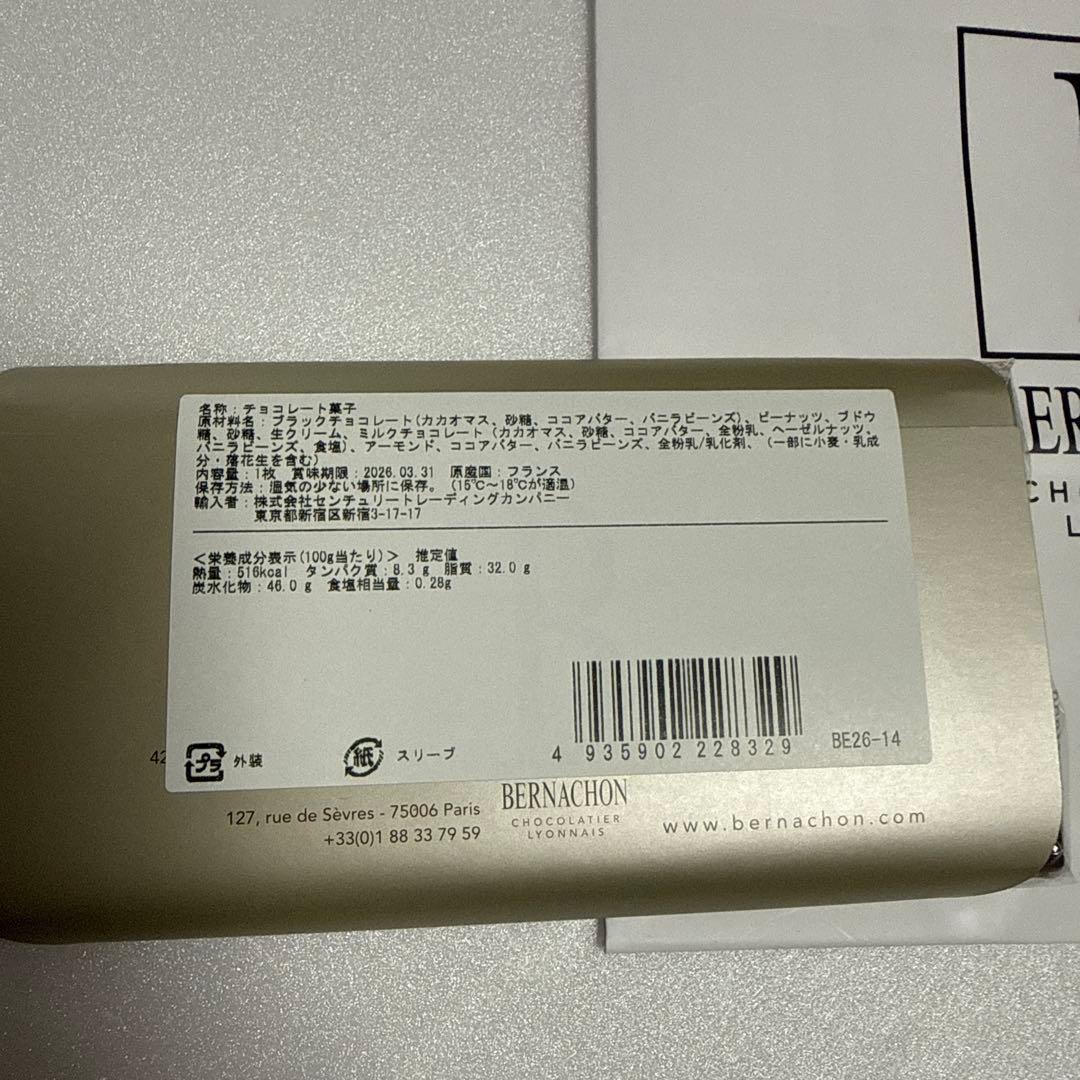 名称：チョコレート菓子
原材料名：ブラックチョコレート(カカオマス、砂糖、ココアバター、バニラビーンズ)、ピーナッツ、ブドウ
糖、砂糖、生クリーム、ミルクチョコレート（カカオマス、砂糖、ココアバター、全粉乳、ヘーゼルナッツ、
バニラビーンズ、食塩)、アーモンド、ココアバター、バニラビーンズ、全粉乳/乳化剤、(一部に小麦・乳成
分・落花生を含む)
内容量：1枚 賞味期限：2026.03.31 原産国：フランス
保存方法：湿気の少ない場所に保存。(15℃～18℃が適温)
輸入者：株式会社センチュリートレーディングカンパニー
東京都新宿区新宿3-17-17
＜栄養成分表示(100g当たり)＞ 推定値
熱量：516kcal タンパク質：8.3g 脂質：32.0g
炭水化物：46.0g 食塩相当量：0.28g
4 935902 228329
BE26-14
プラ 外装
紙 スリーブ
42
127, rue de Sèvres - 75006 Paris
+33(0)1 88 33 79 59
BERNACHON
CHOCOLATIER
LYONNAIS
www.bernachon.com
ER
CH
L